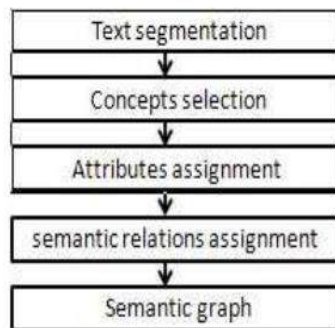 Text segmentation
Concepts selection
Attributes assignment
semantic relations assignment
Semantic graph